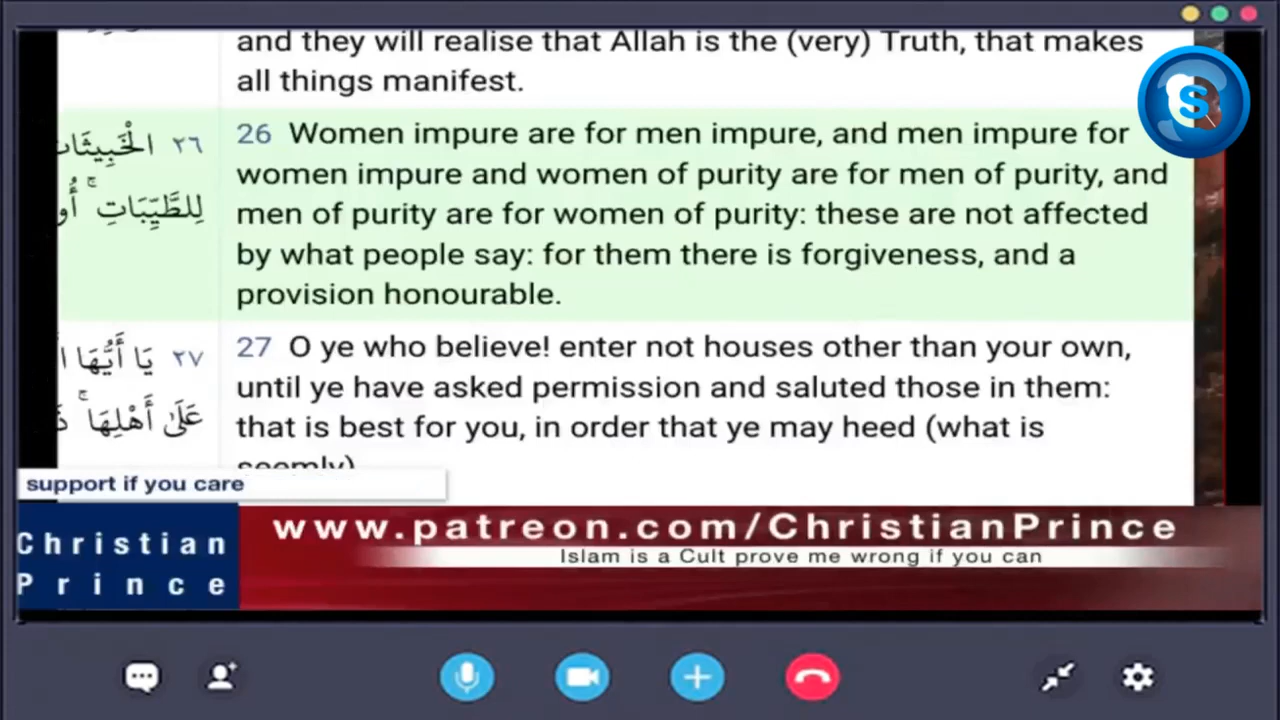 and they will realise that Allah is the (very) Truth, that makes
all things manifest.
٢٦ الْخَبِيثَات
26 Women impure are for men impure, and men impure for
women impure and women of purity are for men of purity, and
لِلطَّيِّبَاتِ ۚ أُو
men of purity are for women of purity: these are not affected
by what people say: for them there is forgiveness, and a
provision honourable.
٢٧ يَا أَيُّهَا
27 O ye who believe! enter not houses other than your own,
until ye have asked permission and saluted those in them:
عَلَىٰ أَهْلِهَا ۚ
that is best for you, in order that ye may heed (what is
seemly)
support if you care
Christian
Prince
www.patreon.com/ChristianPrince
Islam is a Cult prove me wrong if you can
S